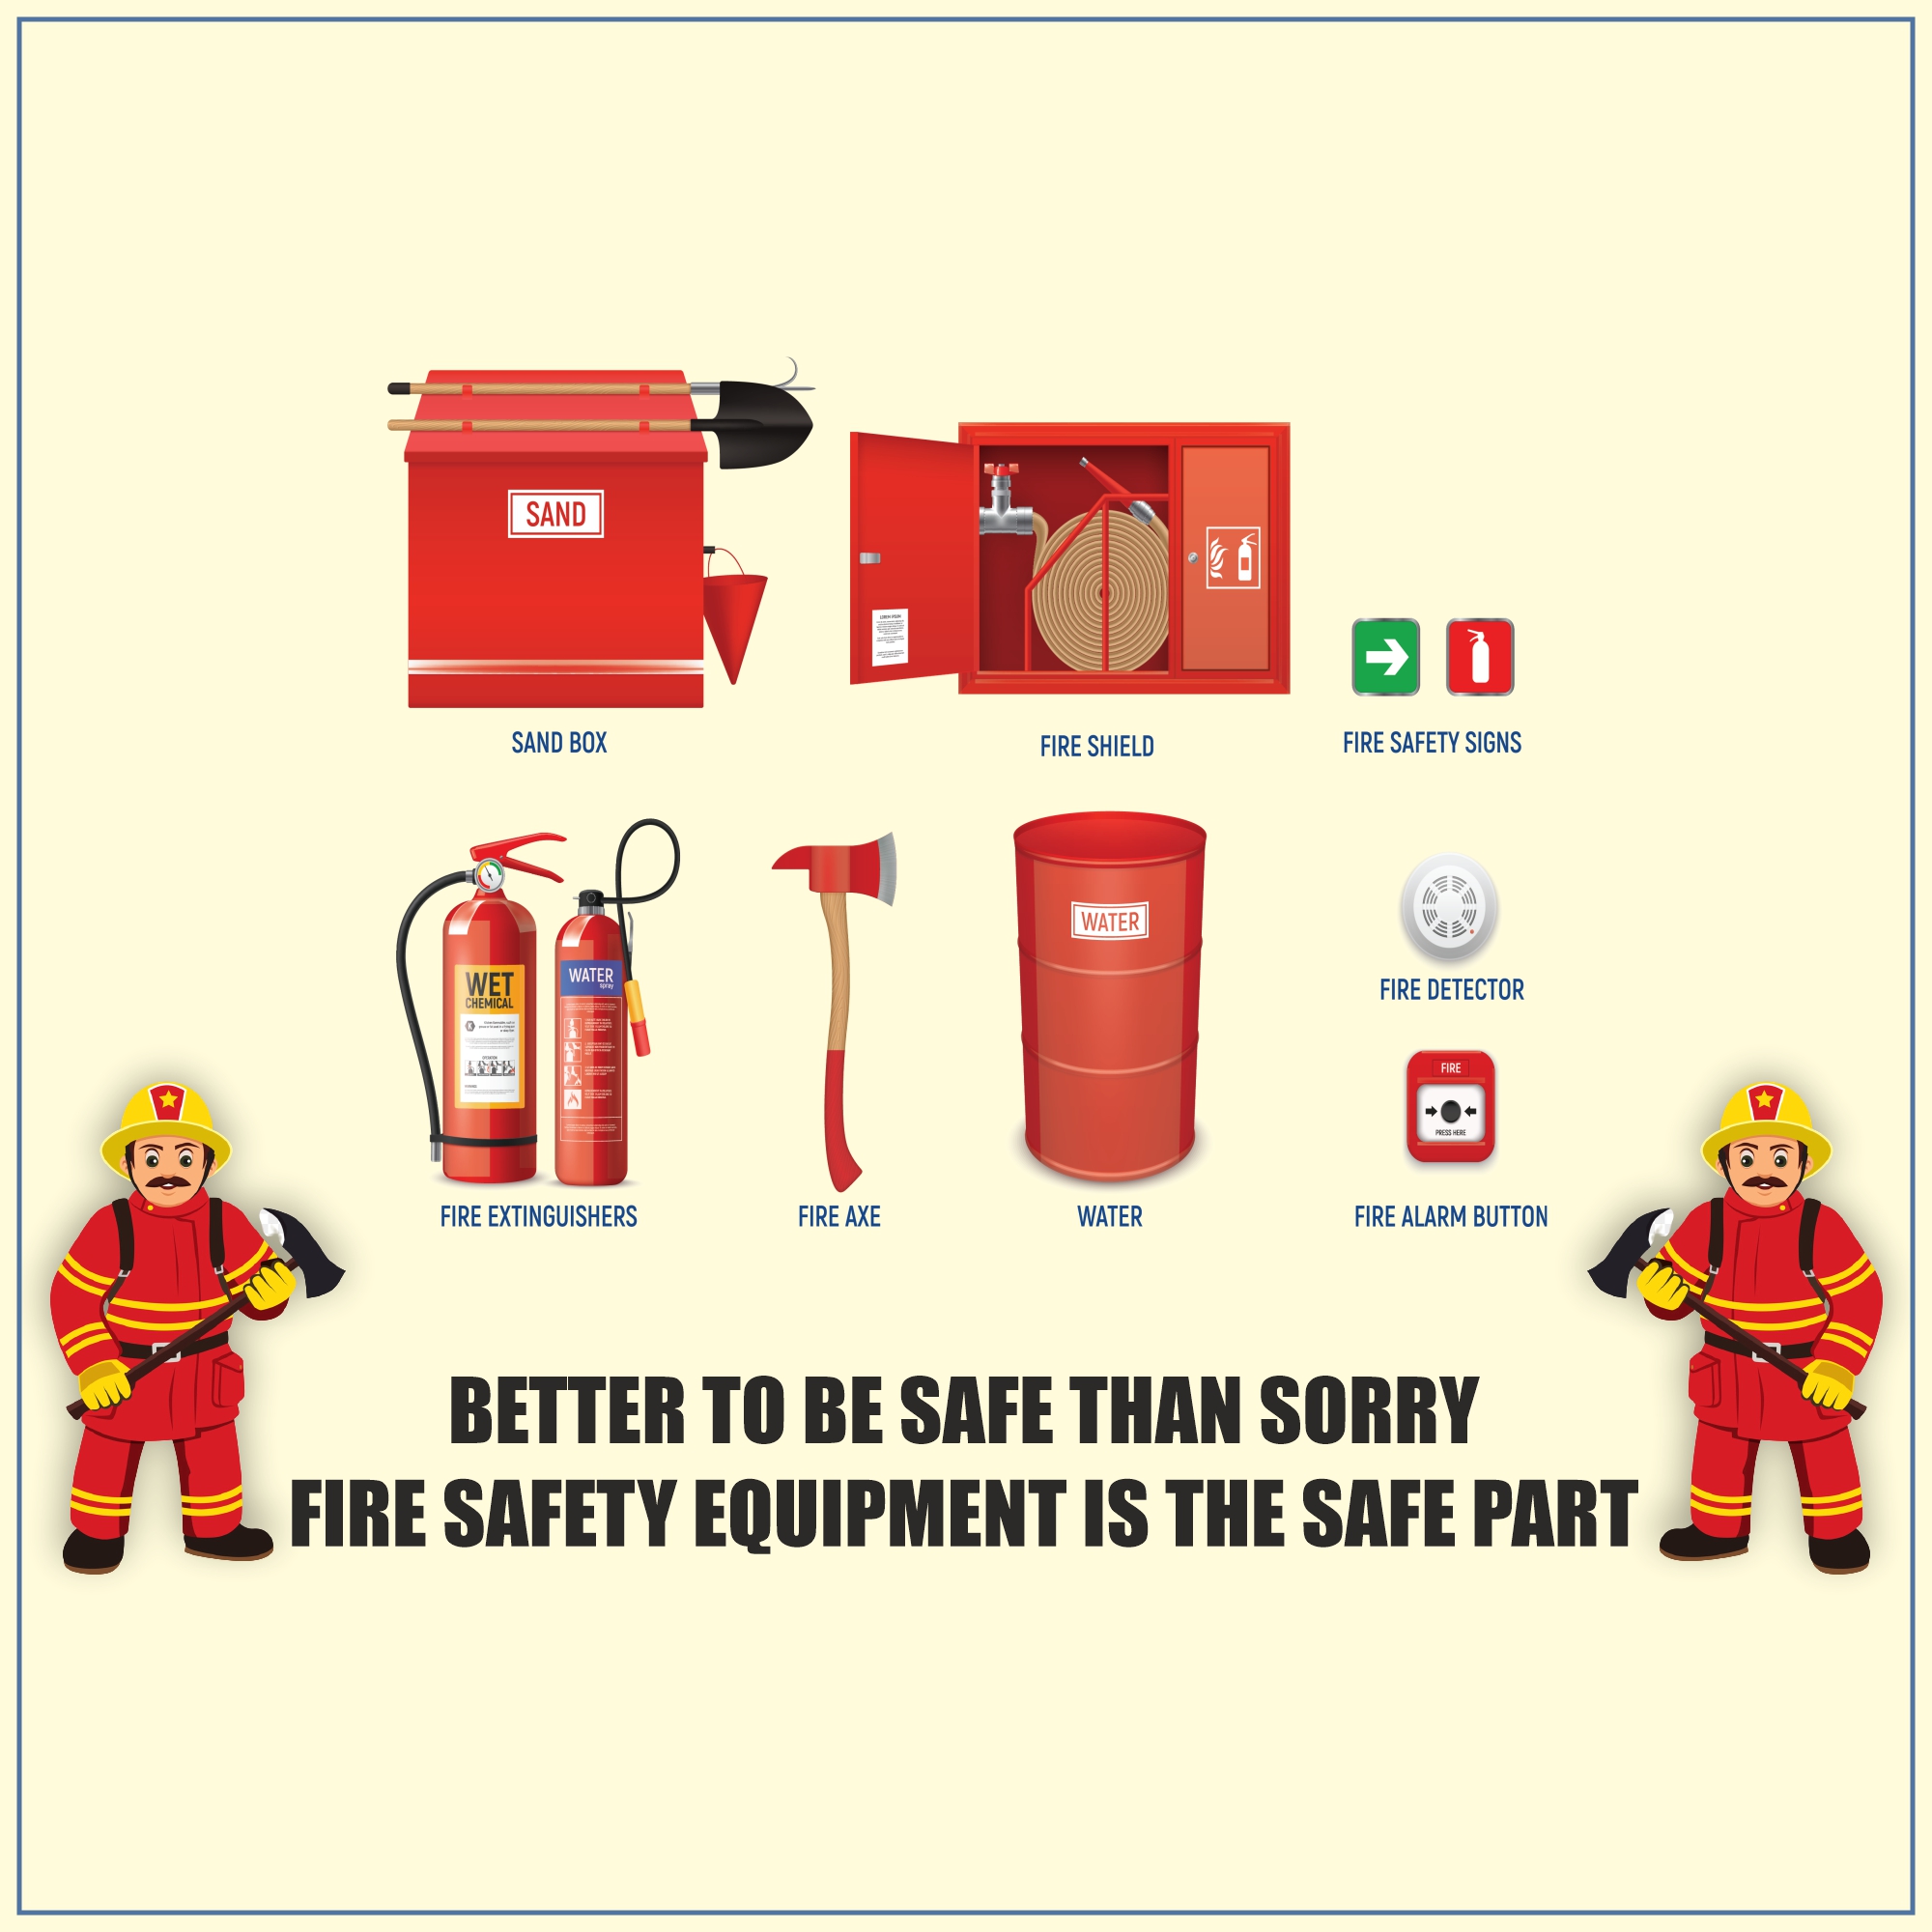 SAND
LOREM IPSUM
SAND BOX
FIRE SHIELD
FIRE SAFETY SIGNS
WET
CHEMICAL
WATER
spray
WATER
FIRE DETECTOR
FIRE
PRESS HERE
FIRE EXTINGUISHERS
FIRE AXE
WATER
FIRE ALARM BUTTON
BETTER TO BE SAFE THAN SORRY
FIRE SAFETY EQUIPMENT IS THE SAFE PART